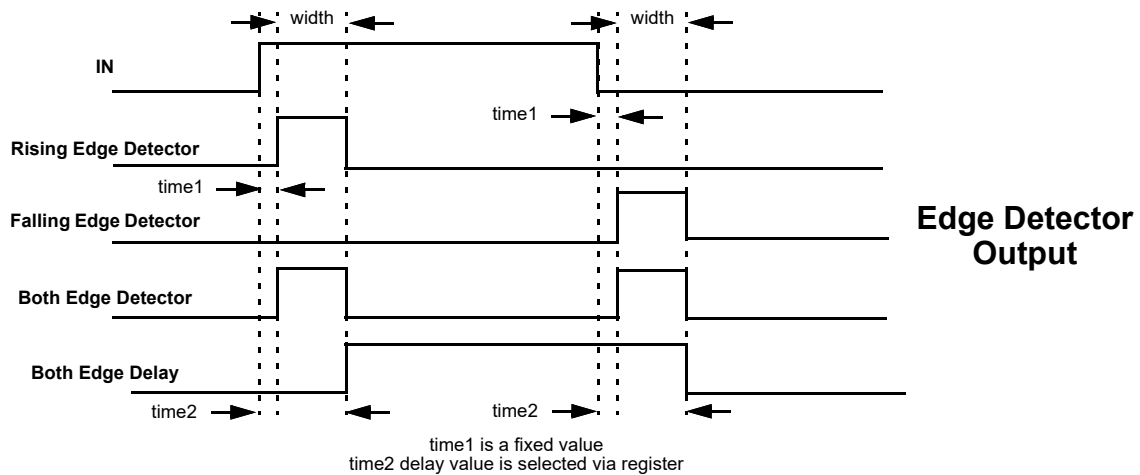 width
width
IN
time1
Rising Edge Detector
time1
Falling Edge Detector
Edge Detector
Output
Both Edge Detector
Both Edge Delay
time2
time2
time1 is a fixed value
time2 delay value is selected via register